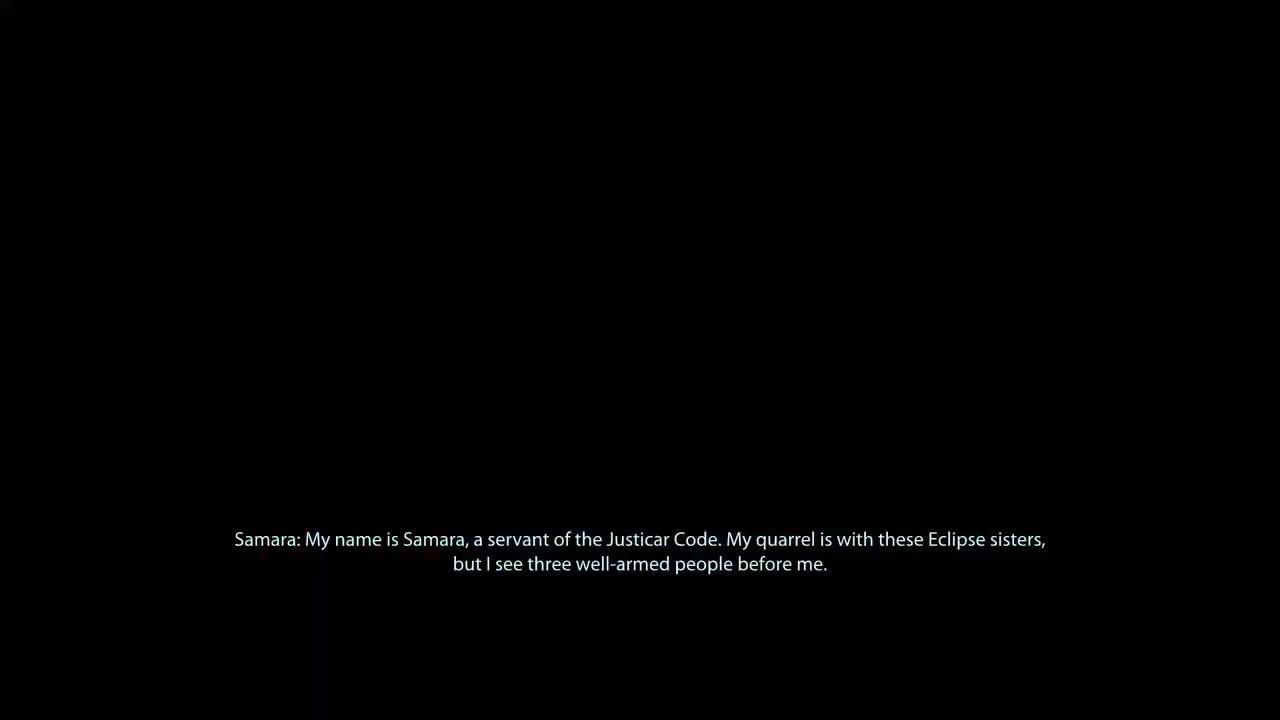 Samara: My name is Samara, a servant of the Justicar Code. My quarrel is with these Eclipse sisters,
but I see three well-armed people before me.